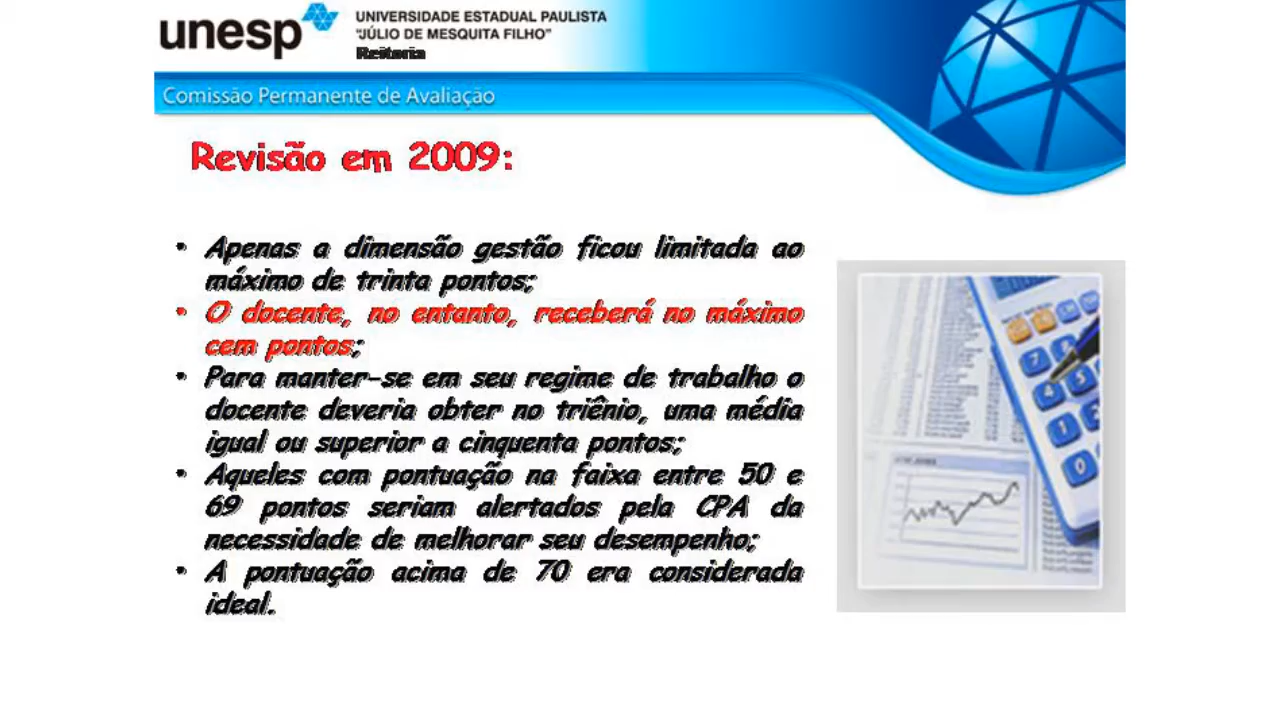 unesp
UNIVERSIDADE ESTADUAL PAULISTA
"JÚLIO DE MESQUITA FILHO"
Reitoria
Comissão Permanente de Avaliação
Revisão em 2009:
• Apenas a dimensão gestão ficou limitada ao
máximo de trinta pontos;
• O docente, no entanto, receberá no máximo
cem pontos;
• Para manter-se em seu regime de trabalho o
docente deveria obter no triênio, uma média
igual ou superior a cinquenta pontos;
• Aqueles com pontuação na faixa entre 50 e
69 pontos seriam alertados pela CPA da
necessidade de melhorar seu desempenho;
• A pontuação acima de 70 era considerada
ideal.